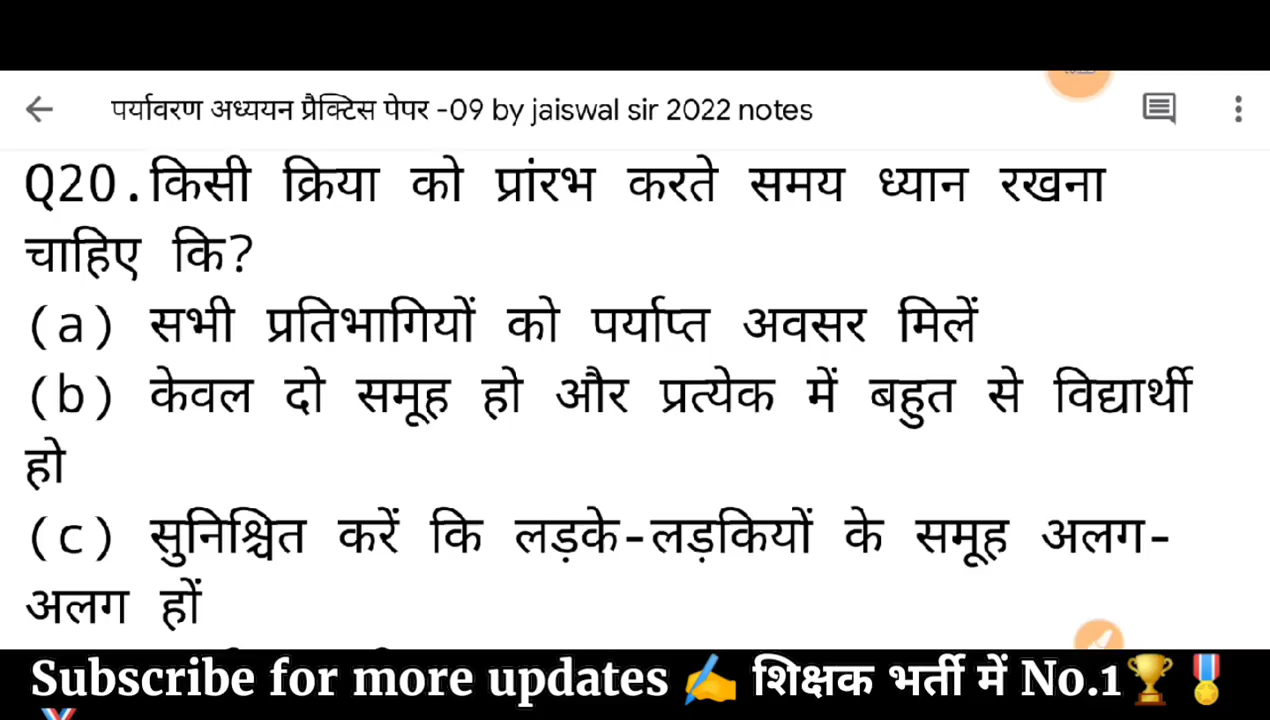 पर्यावरण अध्ययन प्रैक्टिस पेपर -09 by jaiswal sir 2022 notes
Q20.किसी क्रिया को प्रांरभ करते समय ध्यान रखना
चाहिए कि?
(a) सभी प्रतिभागियों को पर्याप्त अवसर मिलें
(b) केवल दो समूह हो और प्रत्येक में बहुत से विद्यार्थी
हो
(c) सुनिश्चित करें कि लड़के-लड़कियों के समूह अलग-
अलग हों
Subscribe for more updates ✍️ शिक्षक भर्ती में No.1🏆🏅